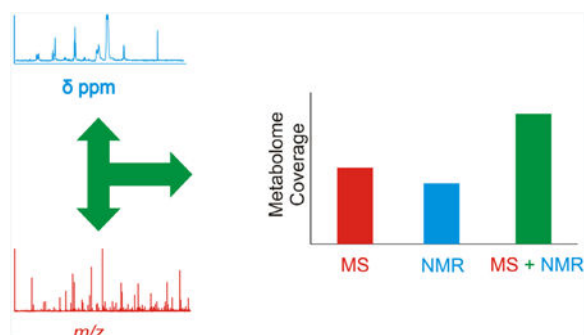 δ ppm
m/z
Metabolome
Coverage
MS
NMR
MS + NMR